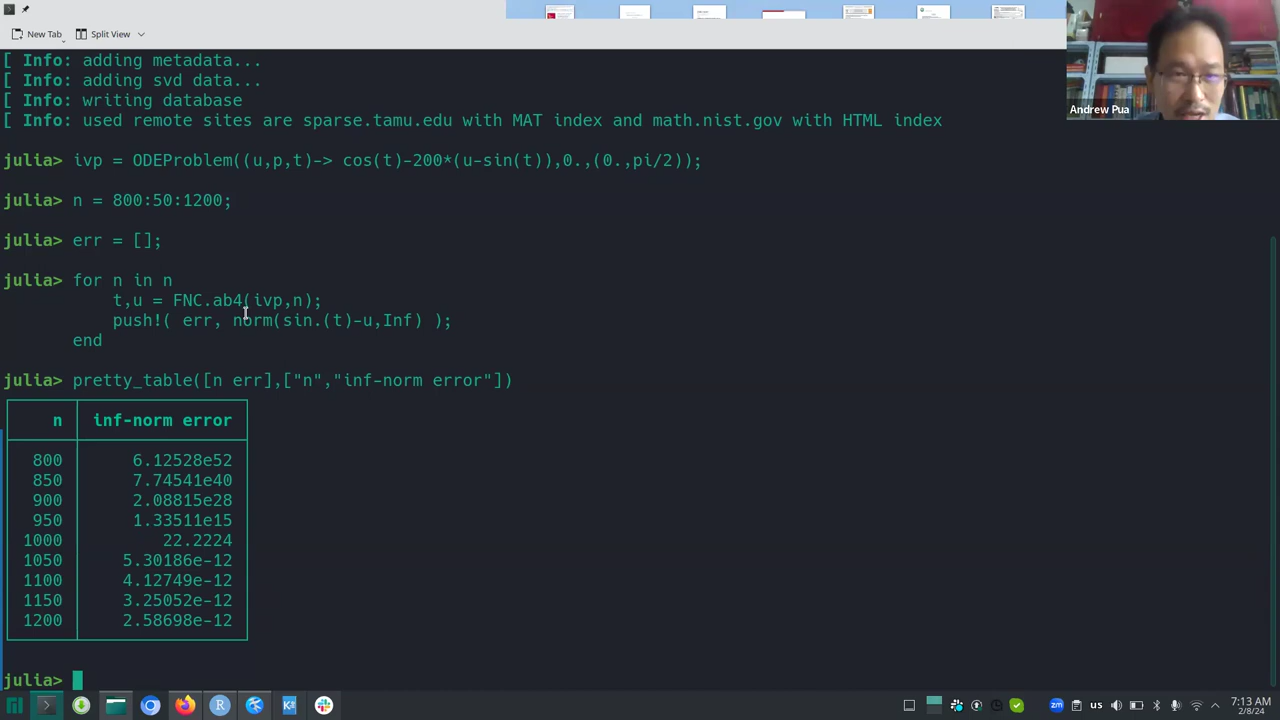 New Tab
Split View
Andrew Pua
[ Info: adding metadata...
[ Info: adding svd data...
[ Info: writing database
[ Info: used remote sites are sparse.tamu.edu with MAT index and math.nist.gov with HTML index
julia> ivp = ODEProblem((u,p,t)-> cos(t)-200*(u-sin(t)),0.,(0.,pi/2));
julia> n = 800:50:1200;
julia> err = [];
julia> for n in n
t,u = FNC.ab4(ivp,n);
push!( err, norm(sin.(t)-u,Inf) );
end
julia> pretty_table([n err],["n","inf-norm error"])
n inf-norm error
800 6.12528e52
850 7.74541e40
900 2.08815e28
950 1.33511e15
1000 22.2224
1050 5.30186e-12
1100 4.12749e-12
1150 3.25052e-12
1200 2.58698e-12
julia>
us
7:13 AM
2/8/24